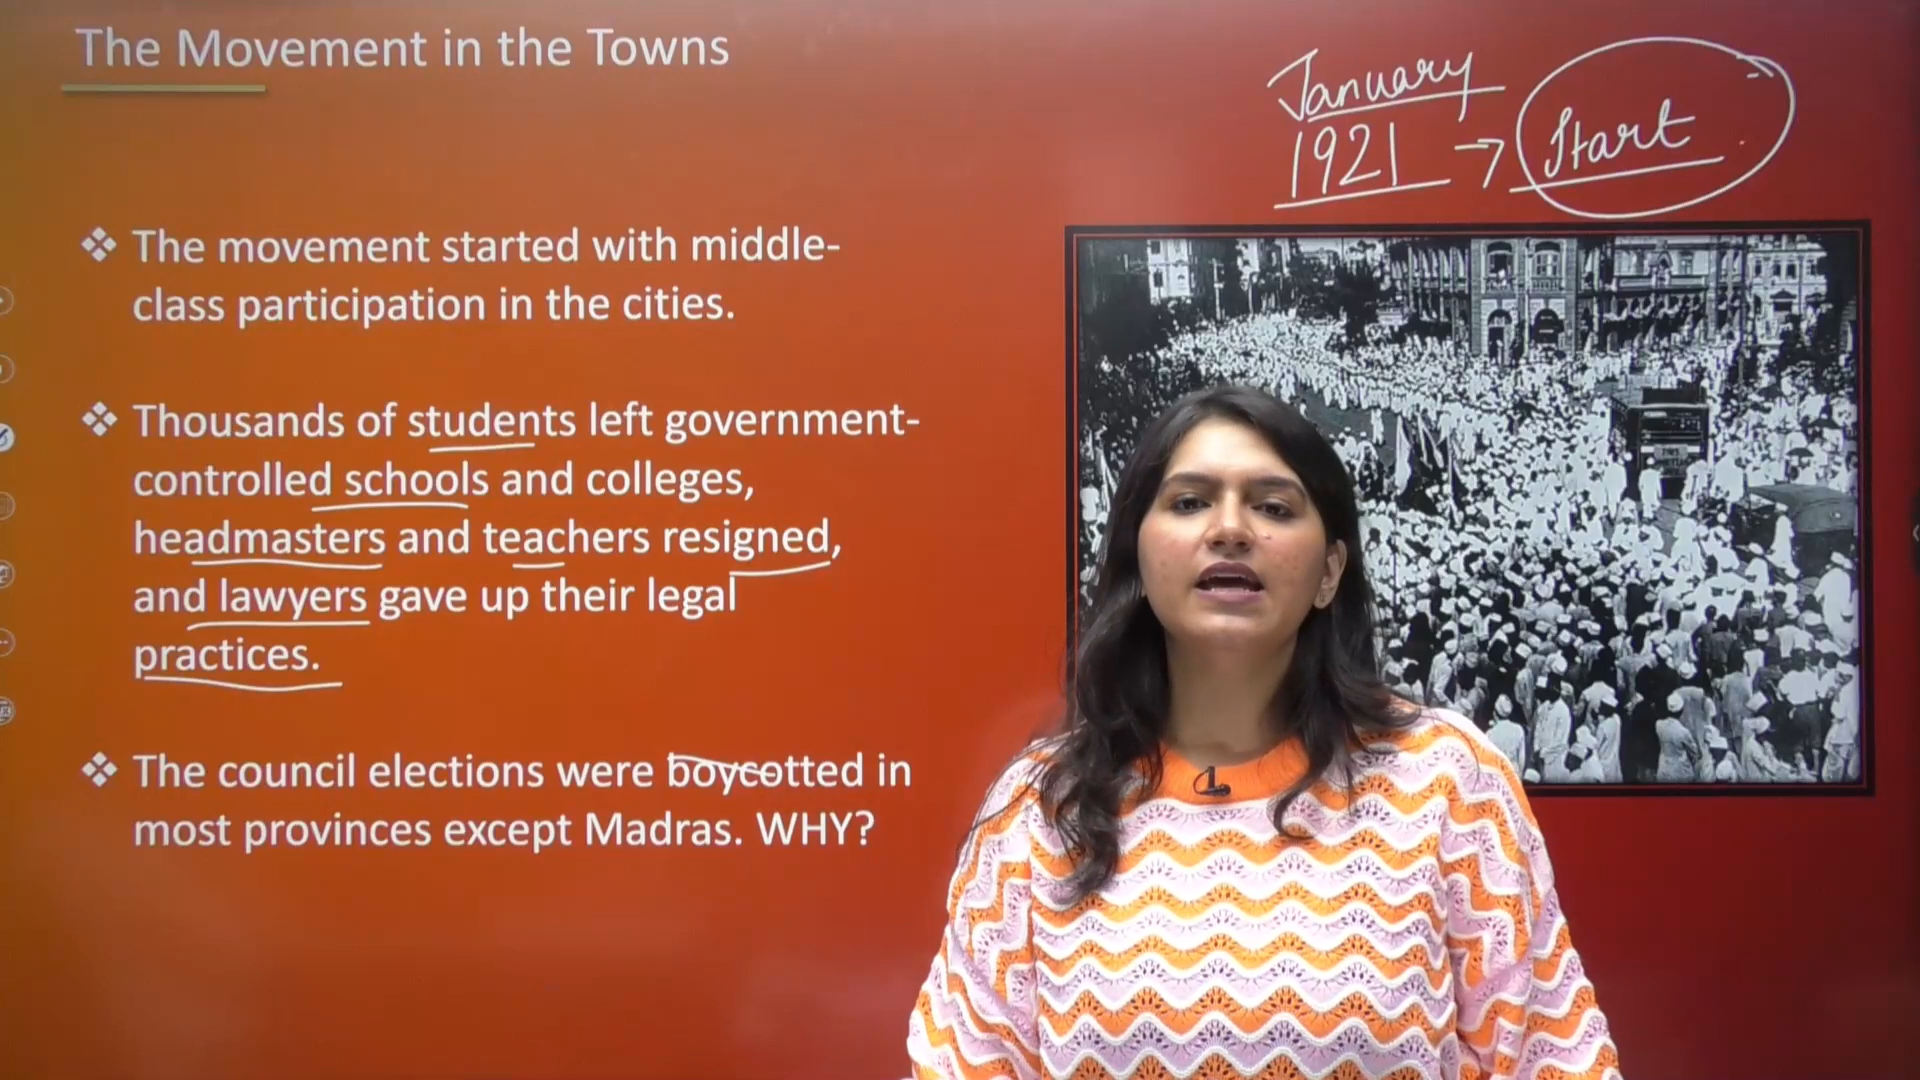 The Movement in the Towns
January
1921 → Start
❖ The movement started with middle-
class participation in the cities.
❖ Thousands of students left government-
controlled schools and colleges,
headmasters and teachers resigned,
and lawyers gave up their legal
practices.
❖ The council elections were boycotted in
most provinces except Madras. WHY?